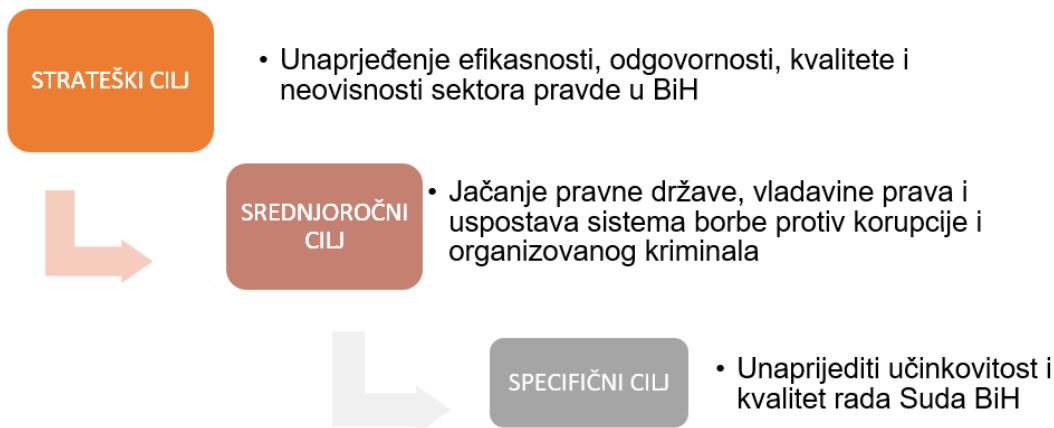 STRATEŠKI CILJ
• Unaprjeđenje efikasnosti, odgovornosti, kvalitete i
neovisnosti sektora pravde u BiH
SREDNJOROČNI
CILJ
• Jačanje pravne države, vladavine prava i
uspostava sistema borbe protiv korupcije i
organizovanog kriminala
SPECIFIČNI CILJ
• Unaprijediti učinkovitost i
kvalitet rada Suda BiH